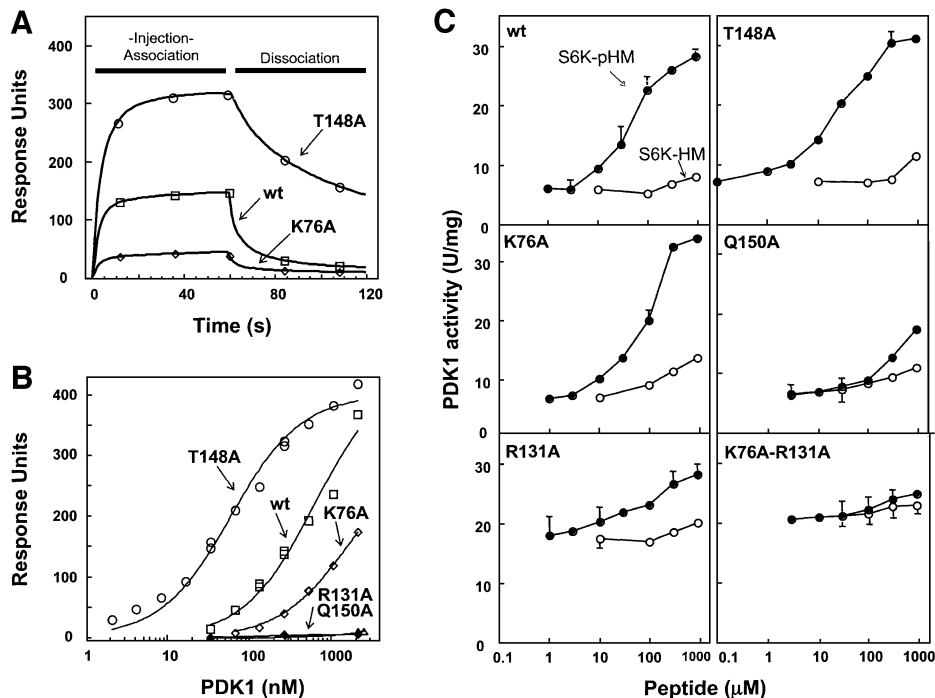 A
-Injection-
Association
Dissociation
Response Units
400
300
200
100
0
T148A
wt
K76A
0
40
80
120
Time (s)
B
Response Units
400
300
200
100
0
T148A
wt
K76A
R131A
Q150A
1
10
100
1000
PDK1 (nM)
C
PDK1 activity (U/mg)
wt
S6K-pHM
S6K-HM
30
20
10
0
T148A
K76A
30
20
10
0
Q150A
R131A
30
20
10
0
K76A-R131A
0.1
1
10
100
1000
0.1
1
10
100
1000
Peptide (μM)